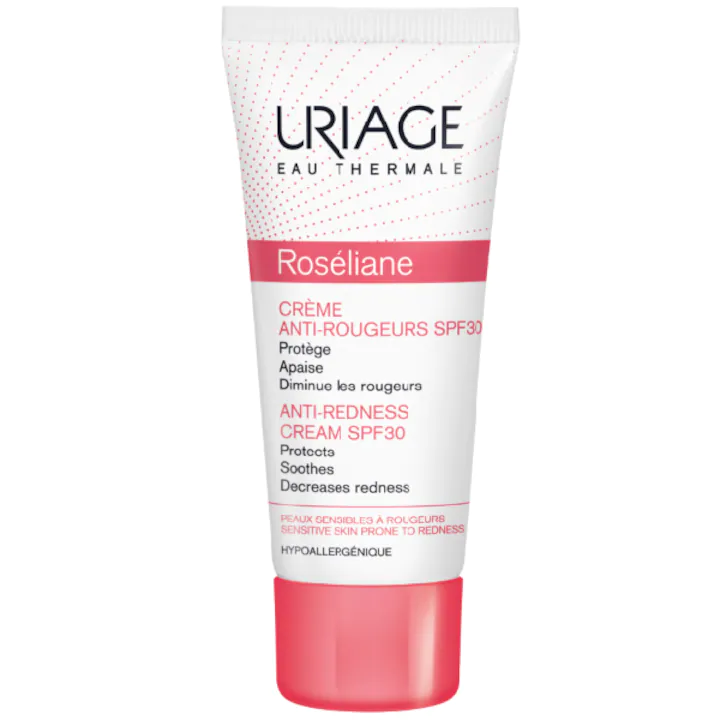 URIAGE
EAU THERMALE
Roséliane
CRÈME
ANTI-ROUGEURS SPF30
Protège
Apaise
Diminue les rougeurs
ANTI-REDNESS
CREAM SPF30
Protects
Soothes
Decreases redness
PEAUX SENSIBLES À ROUGEURS
SENSITIVE SKIN PRONE TO REDNESS
HYPOALLERGÉNIQUE